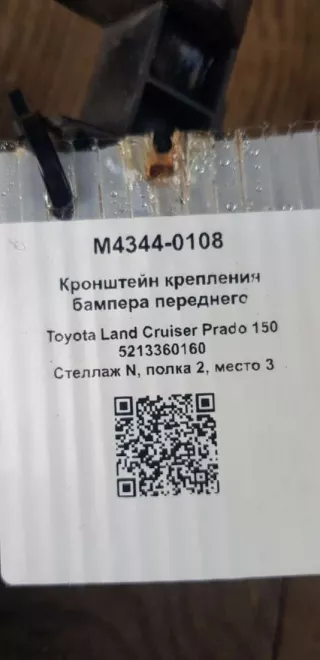 M4344-0108
Кронштейн крепления
бампера переднего
Toyota Land Cruiser Prado 150
5213360160
Стеллаж N, полка 2, место 3